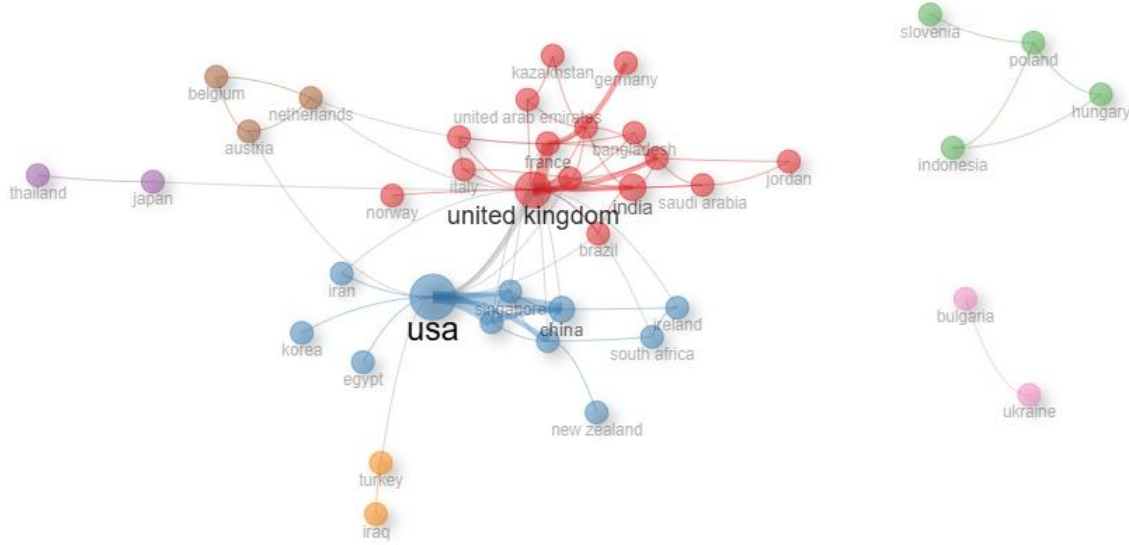 slovenia
poland
kazakhstan
germany
belgium
hungary
netherlands
united arab emirates
austria
bangladesh
france
indonesia
thailand
japan
italy
jordan
norway
india
saudi arabia
united kingdom
brazil
iran
singapore
bulgaria
ireland
usa
china
korea
south africa
egypt
ukraine
new zealand
turkey
iraq